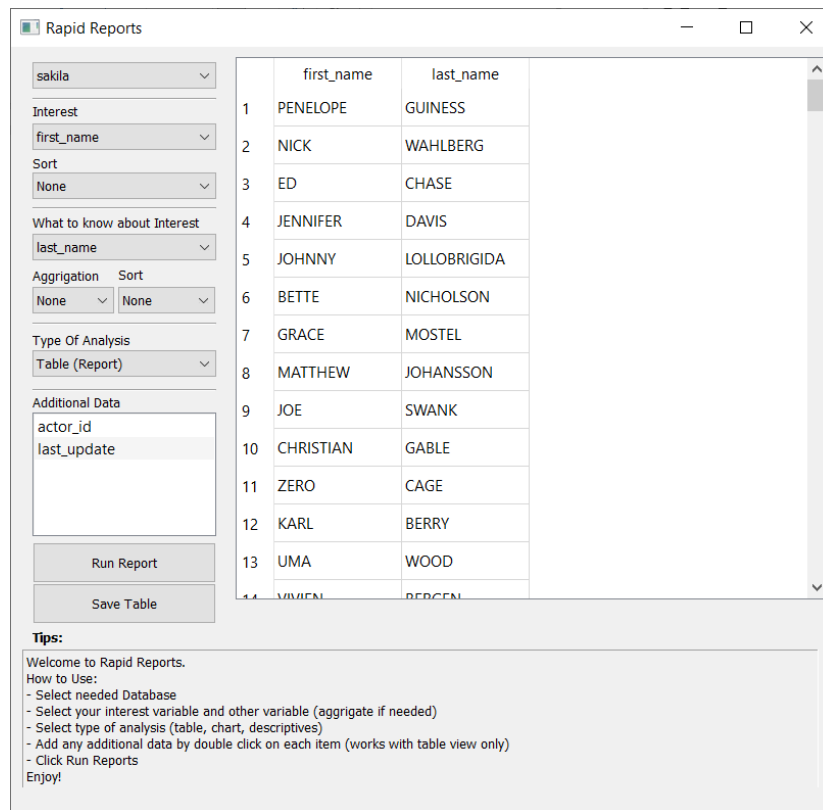 Rapid Reports
sakila
Interest
first_name
Sort
None
What to know about Interest
last_name
Aggrigation Sort
None None
Type Of Analysis
Table (Report)
Additional Data
actor_id
last_update
Run Report
Save Table
first_name last_name
1 PENELOPE GUINESS
2 NICK WAHLBERG
3 ED CHASE
4 JENNIFER DAVIS
5 JOHNNY LOLLOBRIGIDA
6 BETTE NICHOLSON
7 GRACE MOSTEL
8 MATTHEW JOHANSSON
9 JOE SWANK
10 CHRISTIAN GABLE
11 ZERO CAGE
12 KARL BERRY
13 UMA WOOD
14 VIVIEN BERGEN
Tips:
Welcome to Rapid Reports.
How to Use:
- Select needed Database
- Select your interest variable and other variable (aggrigate if needed)
- Select type of analysis (table, chart, descriptives)
- Add any additional data by double click on each item (works with table view only)
- Click Run Reports
Enjoy!